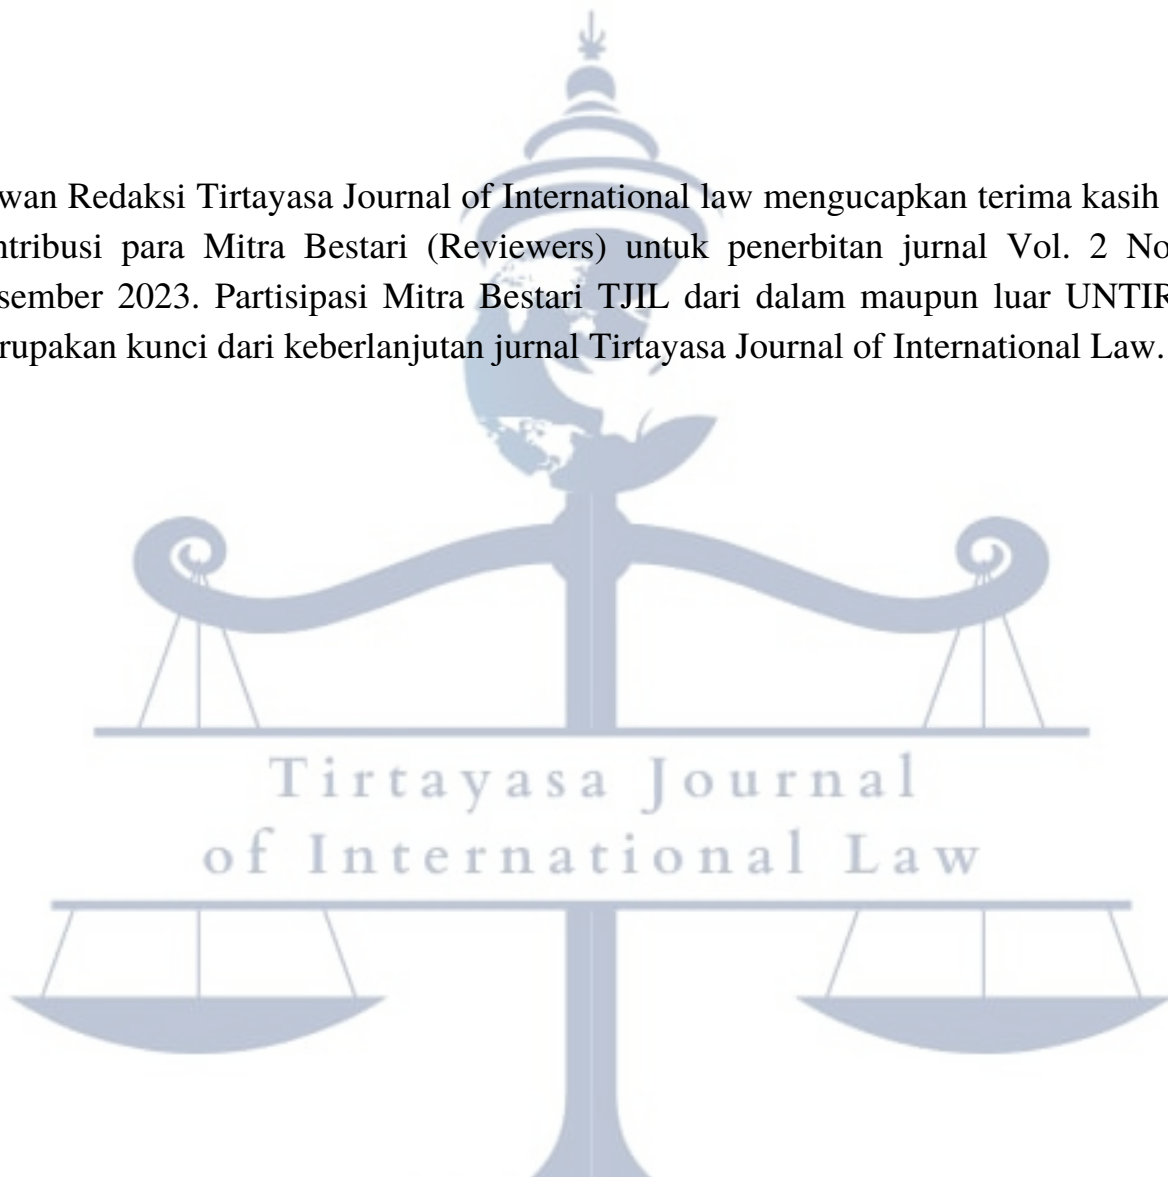 wan Redaksi Tirtayasa Journal of International law mengucapkan terima kasih
ntribusi para Mitra Bestari (Reviewers) untuk penerbitan jurnal Vol. 2 No
sember 2023. Partisipasi Mitra Bestari TJIL dari dalam maupun luar UNTIR
rupakan kunci dari keberlanjutan jurnal Tirtayasa Journal of International Law.
Tirtayasa Journal
of International Law